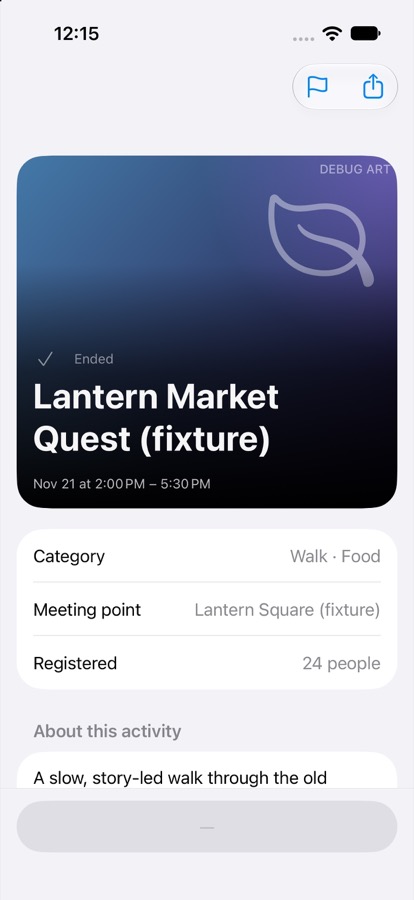 12:15
DEBUG ART
Ended
Lantern Market
Quest (fixture)
Nov 21 at 2:00 PM – 5:30 PM
Category
Walk · Food
Meeting point
Lantern Square (fixture)
Registered
24 people
About this activity
A slow, story-led walk through the old
—